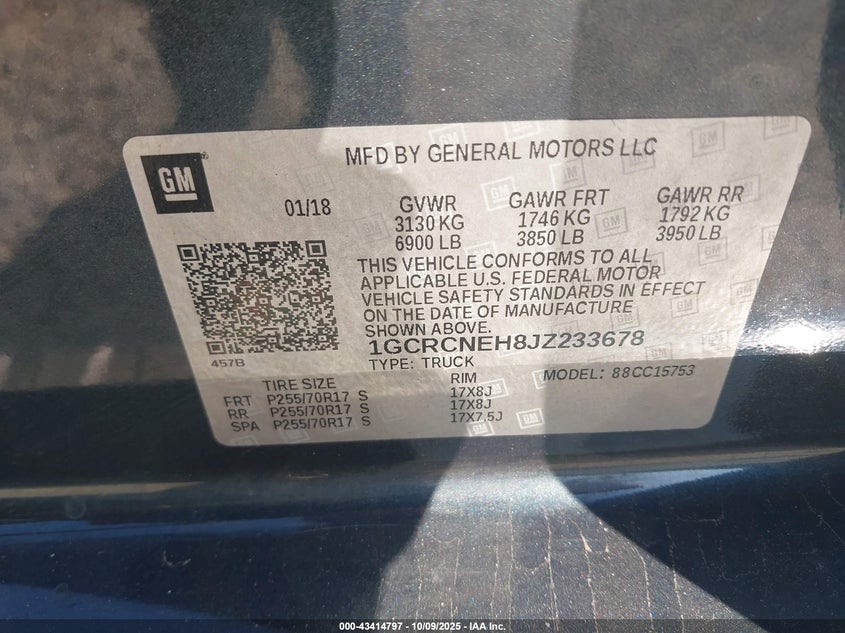 GM
MFD BY GENERAL MOTORS LLC
01/18
GVWR
3130 KG
6900 LB
GAWR FRT
1746 KG
3850 LB
GAWR RR
1792 KG
3950 LB
THIS VEHICLE CONFORMS TO ALL
APPLICABLE U.S. FEDERAL MOTOR
VEHICLE SAFETY STANDARDS IN EFFECT
ON THE DATE OF MANUFACTURE
SHOWN ABOVE.
457B
1GCRCNEH8JZ233678
TYPE: TRUCK
MODEL: 88CC15753
TIRE SIZE RIM
FRT P255/70R17 S 17X8J
RR P255/70R17 S 17X8J
SPA P255/70R17 S 17X7.5J
000-43414797 - 10/09/2025 - IAA Inc.